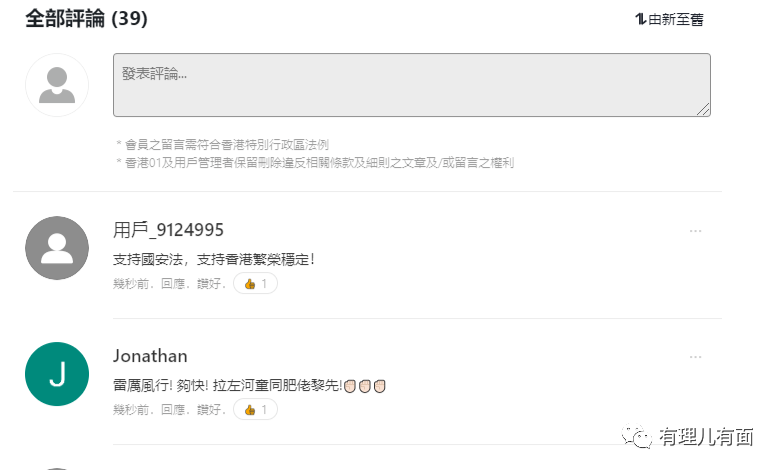 全部評論 (39)
由新至舊
發表評論...
* 會員之留言需符合香港特別行政區法例
* 香港01及用戶管理者保留刪除違反相關條款及細則之文章及/或留言之權利
用戶_9124995
支持國安法，支持香港繁榮穩定!
幾秒前 . 回應 . 讚好 . 👍 1
J
Jonathan
雷厲風行! 夠快! 拉左河童同肥佬黎先!✊🏻✊🏻✊🏻
幾秒前 . 回應 . 讚好 . 👍 1
有理儿有面